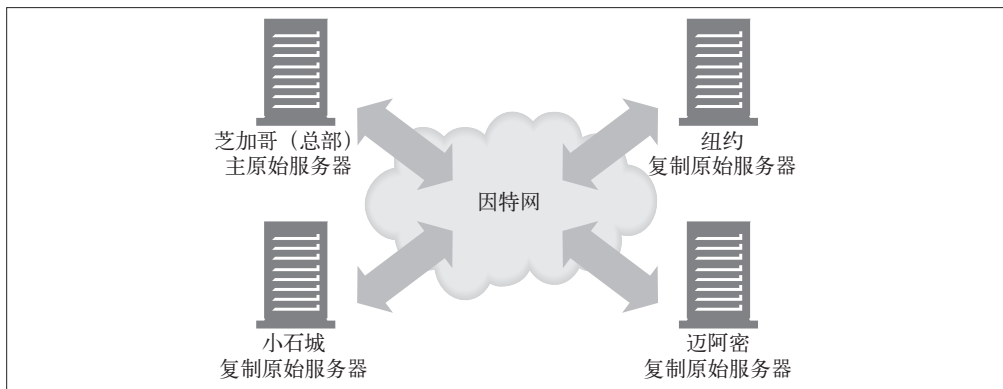 芝加哥（总部）
主原始服务器
纽约
复制原始服务器
因特网
小石城
复制原始服务器
迈阿密
复制原始服务器